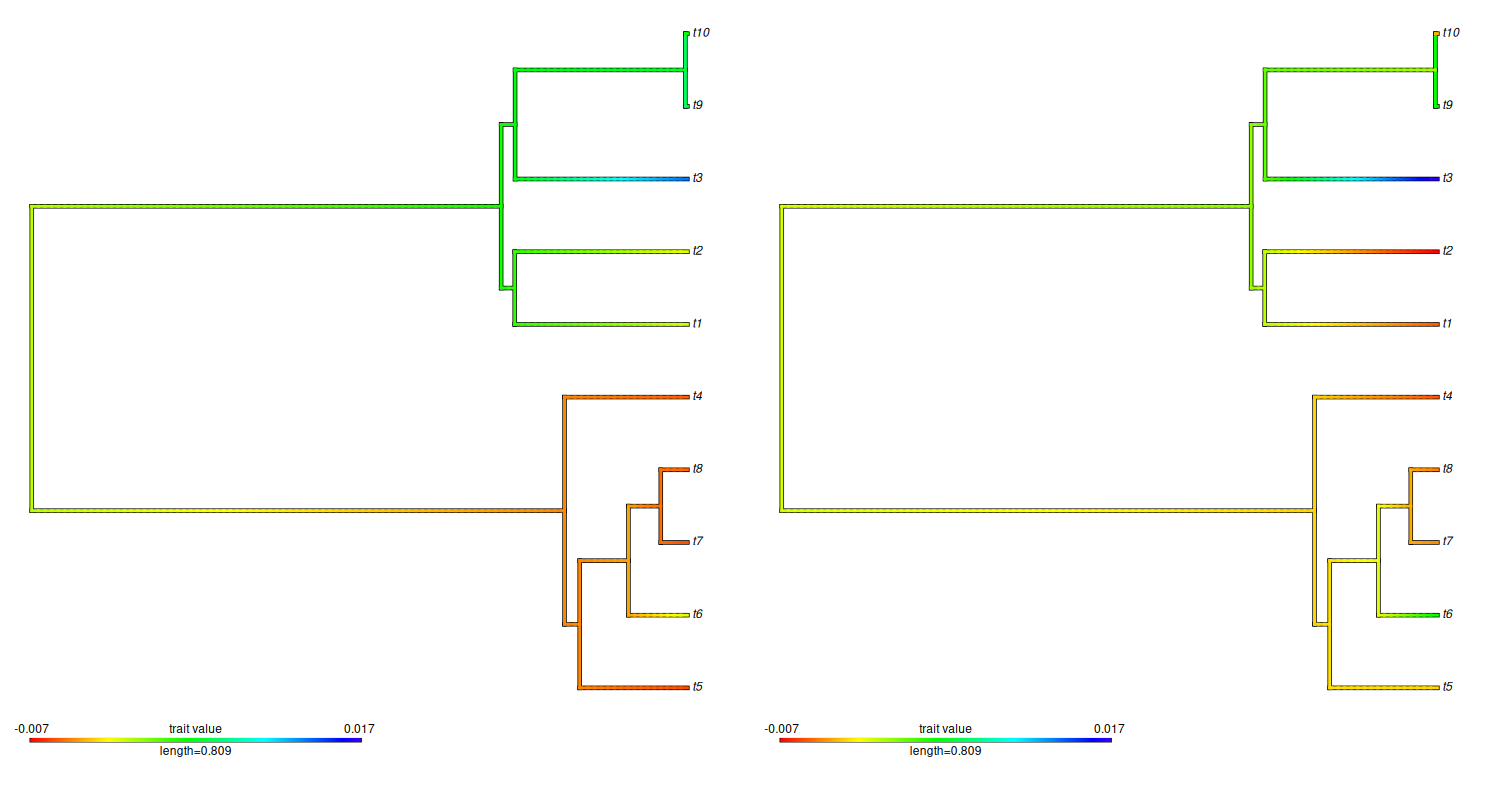 t10 t10
t9 t9
t3 t3
t2 t2
t1 t1
t4 t4
t8 t8
t7 t7
t6 t6
t5 t5
-0.007 trait value 0.017 -0.007 trait value 0.017
length=0.809 length=0.809